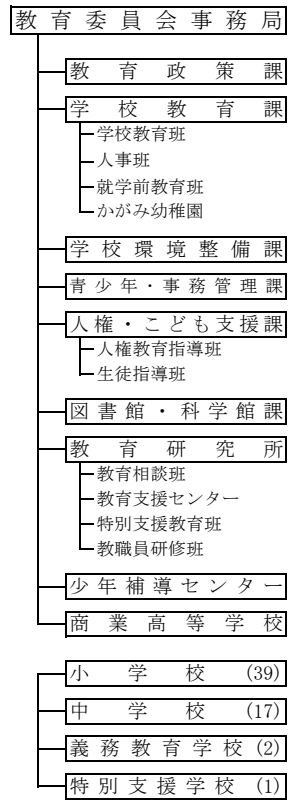 教育委員会事務局
教育政策課
学校教育課
学校教育班
人事班
就学前教育班
かがみ幼稚園
学校環境整備課
青少年・事務管理課
人権・こども支援課
人権教育指導班
生徒指導班
図書館・科学館課
教育研究所
教育相談班
教育支援センター
特別支援教育班
教職員研修班
少年補導センター
商業高等学校
小学校 (39)
中学校 (17)
義務教育学校 (2)
特別支援学校 (1)